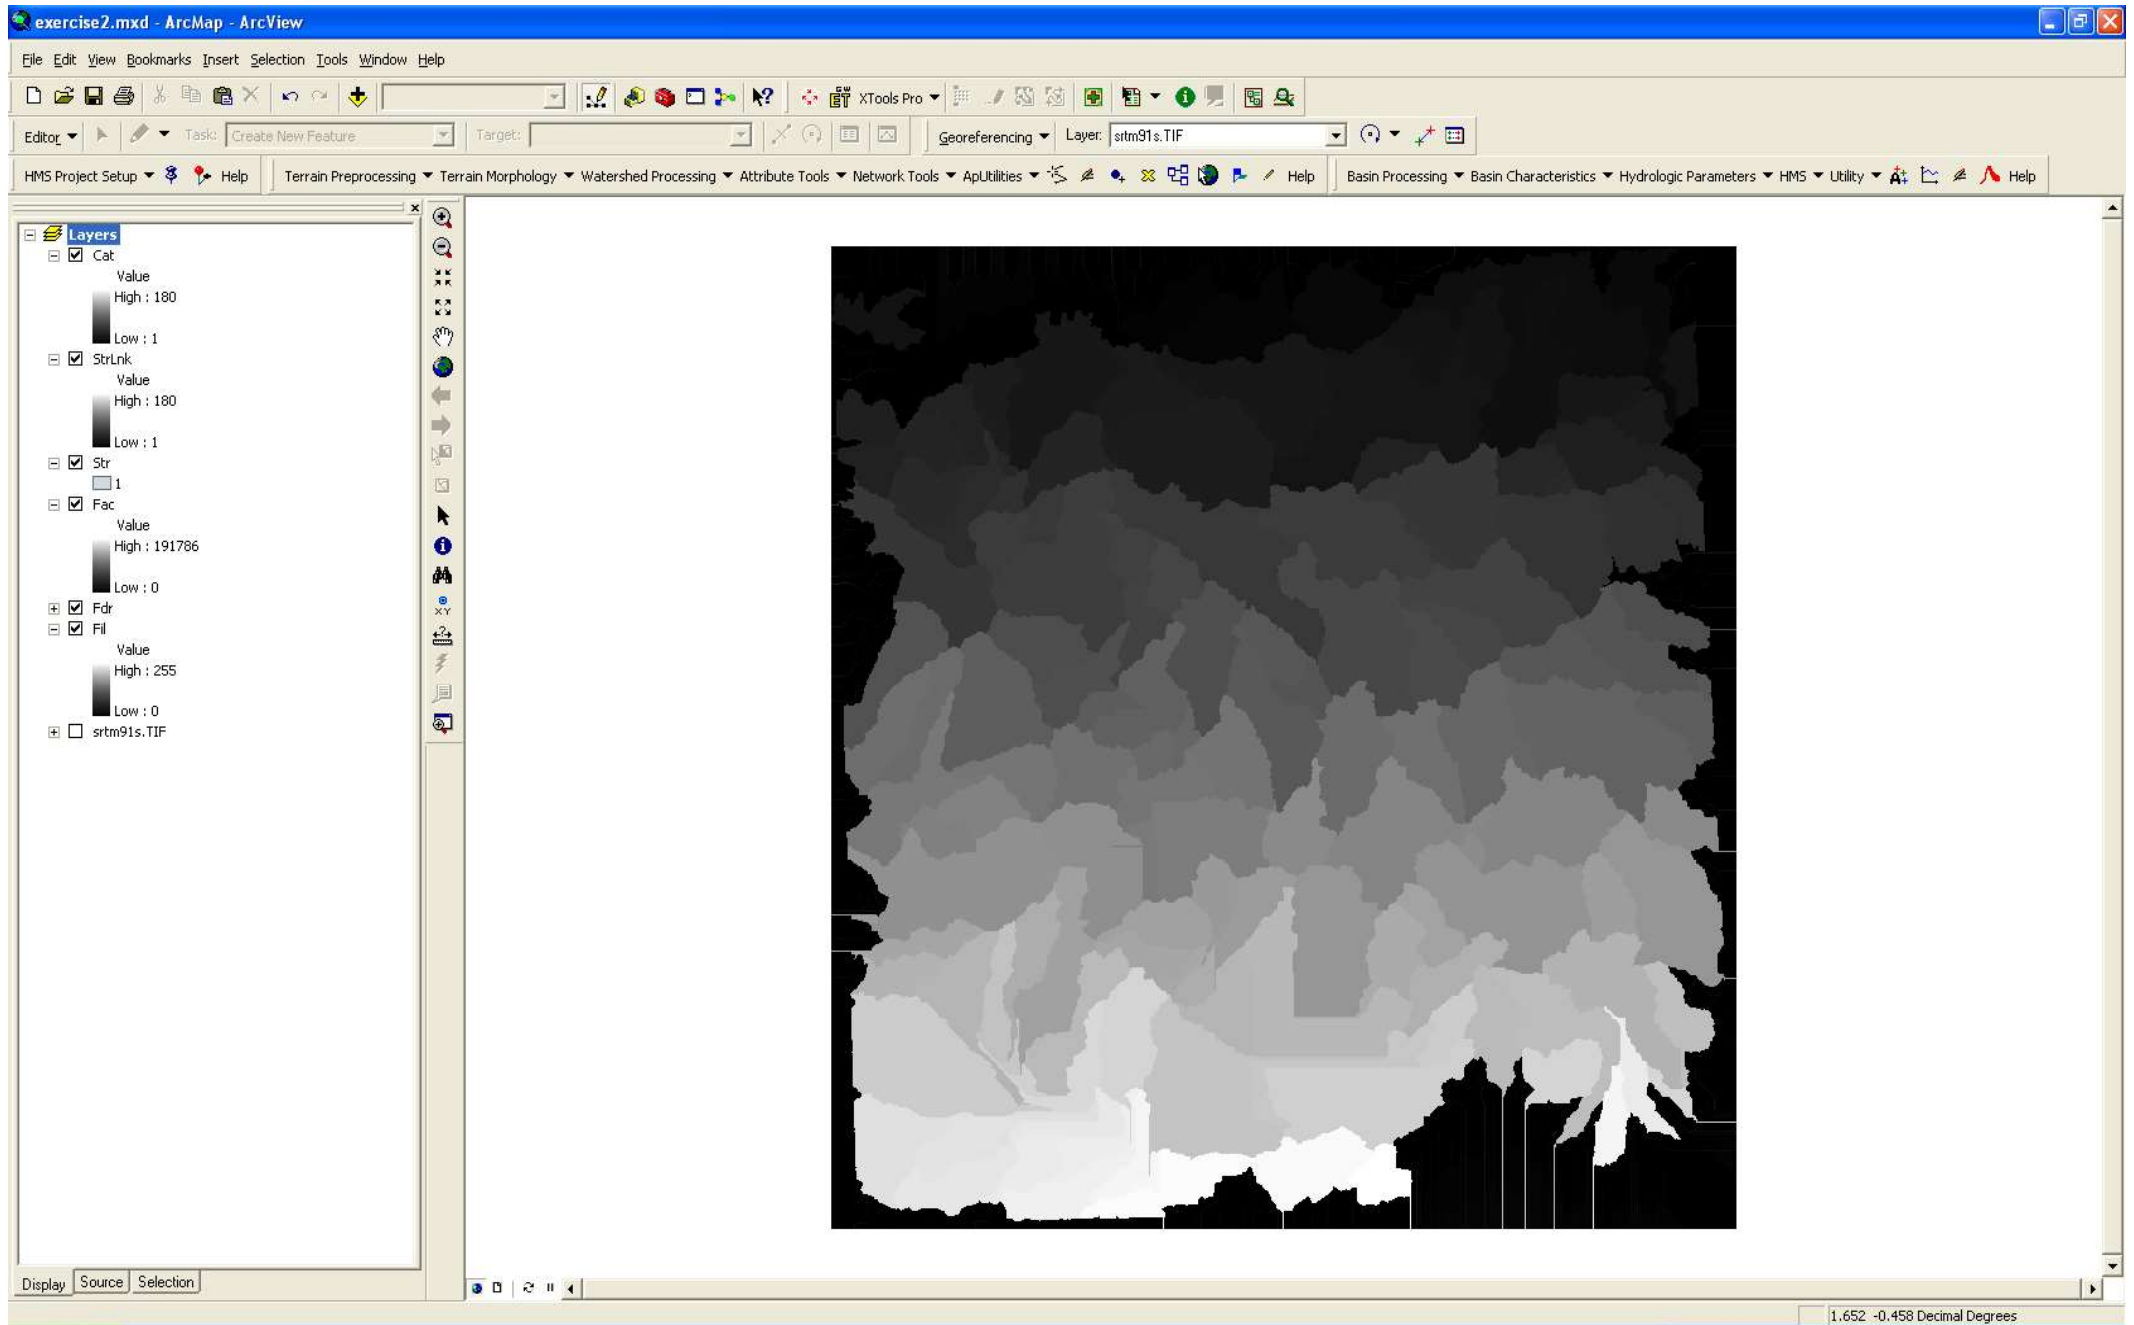 exercise2.mxd - ArcMap - ArcView
File Edit View Bookmarks Insert Selection Tools Window Help
XTools Pro
Editor Task: Create New Feature Target: Georeferencing Layer: srtm91s.TIF
HMS Project Setup Help Terrain Preprocessing Terrain Morphology Watershed Processing Attribute Tools Network Tools ApUtilities Help Basin Processing Basin Characteristics Hydrologic Parameters HMS Utility Help
Layers
Cat
Value
High : 180
Low : 1
StrLnk
Value
High : 180
Low : 1
Str
1
Fac
Value
High : 191786
Low : 0
Fdr
Fil
Value
High : 255
Low : 0
srtm91s.TIF
XY
Display Source Selection
1.652 -0.458 Decimal Degrees